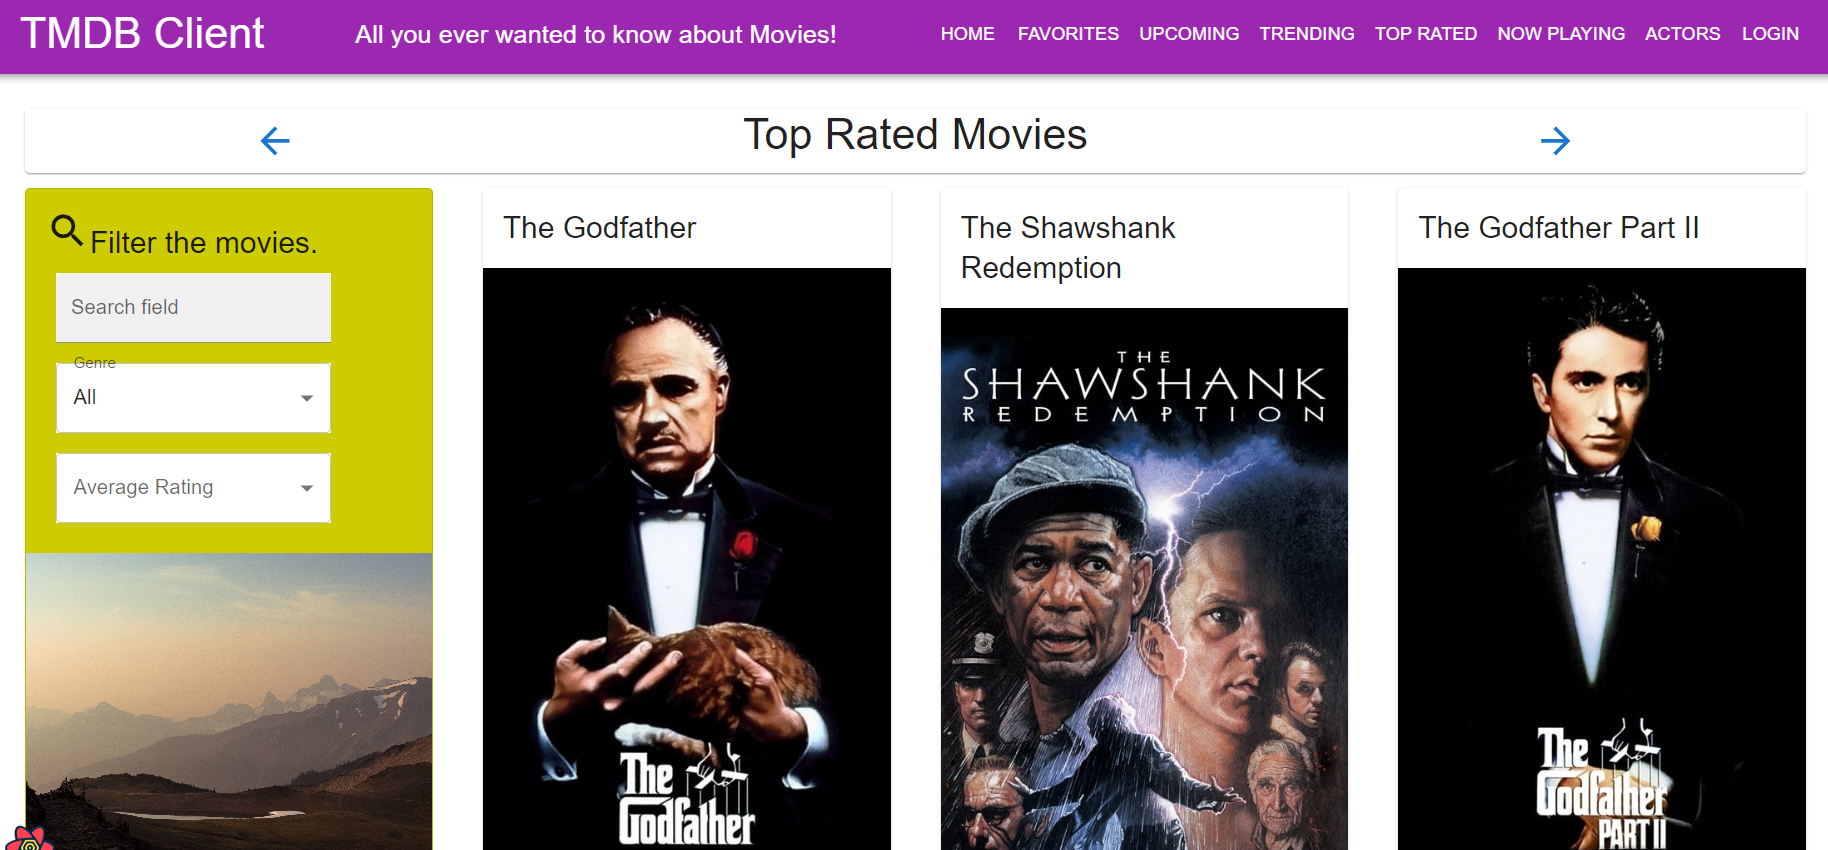 TMDB Client
All you ever wanted to know about Movies!
HOME FAVORITES UPCOMING TRENDING TOP RATED NOW PLAYING ACTORS LOGIN
Top Rated Movies
Filter the movies.
Search field
Genre
All
Average Rating
The Godfather
The
Godfather
The Shawshank
Redemption
THE
SHAWSHANK
REDEMPTION
The Godfather Part II
The
Godfather
PART II